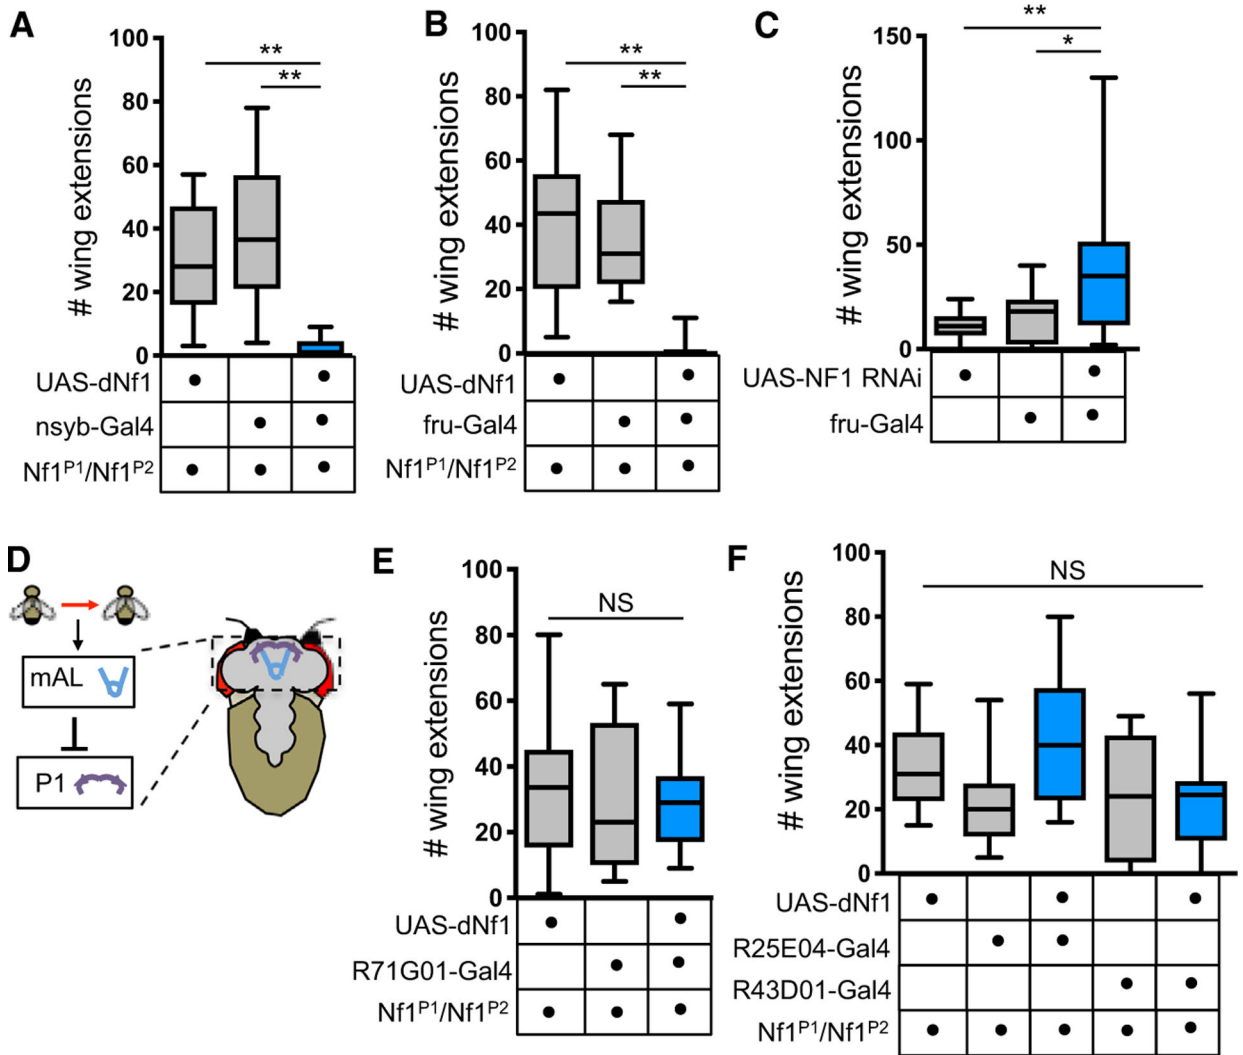 A
# wing extensions
100
80
60
40
20
0
**
**
UAS-dNf1
nsyb-Gal4
Nf1P1/Nf1P2
B
# wing extensions
100
80
60
40
20
0
**
**
UAS-dNf1
fru-Gal4
Nf1P1/Nf1P2
C
# wing extensions
150
100
50
0
**
*
UAS-NF1 RNAi
fru-Gal4
D
mAL
P1
E
# wing extensions
100
80
60
40
20
0
NS
UAS-dNf1
R71G01-Gal4
Nf1P1/Nf1P2
F
# wing extensions
100
80
60
40
20
0
NS
UAS-dNf1
R25E04-Gal4
R43D01-Gal4
Nf1P1/Nf1P2